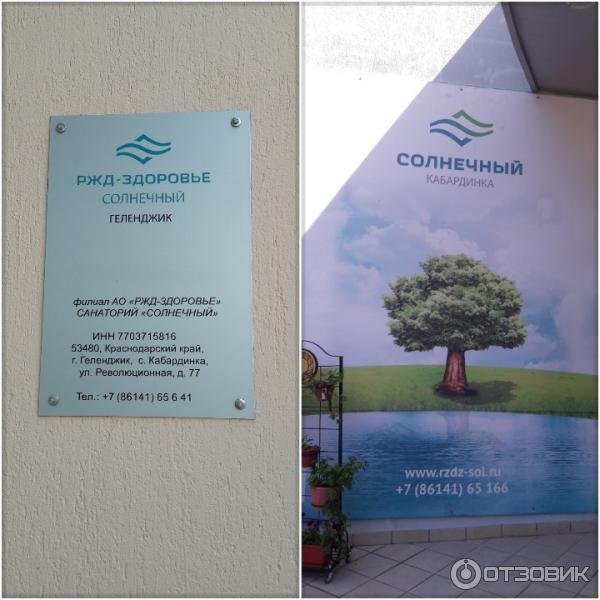 РЖД-ЗДОРОВЬЕ
СОЛНЕЧНЫЙ
ГЕЛЕНДЖИК
филиал АО «РЖД-ЗДОРОВЬЕ»
САНАТОРИЙ «СОЛНЕЧНЫЙ»
ИНН 7703715816
53480, Краснодарский край,
г. Геленджик, с. Кабардинка,
ул. Революционная, д. 77
Тел.: +7 (86141) 65 6 41
СОЛНЕЧНЫЙ
КАБАРДИНКА
www.rzdz-sol.ru
+7 (86141) 65 166
ОТЗОВИК